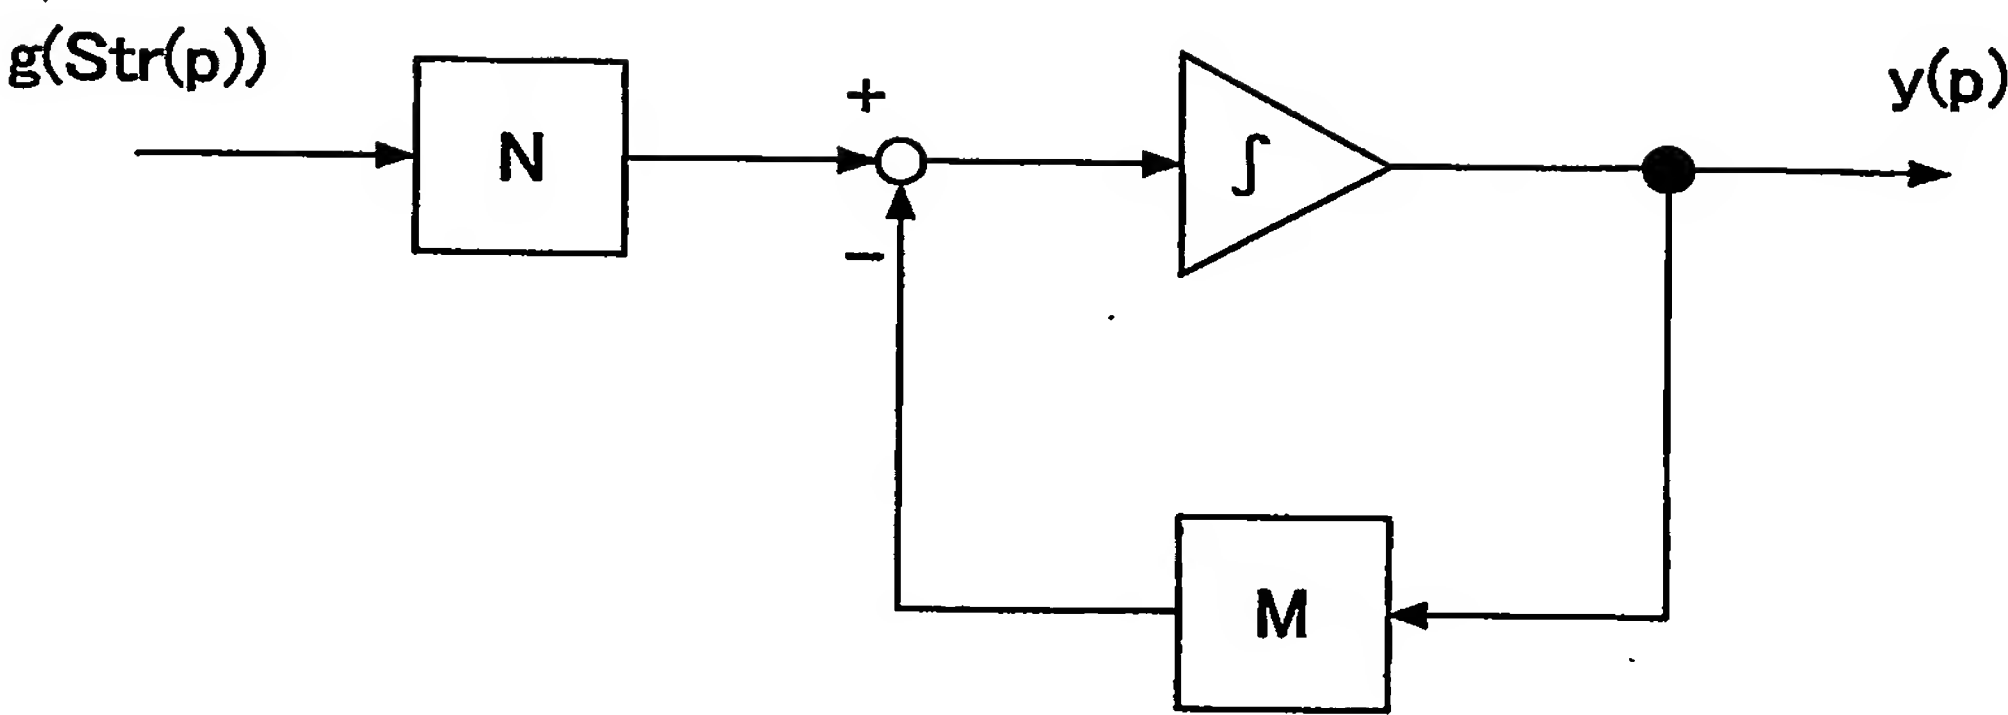 g(Str(p))
N
+
∫
y(p)
−
M